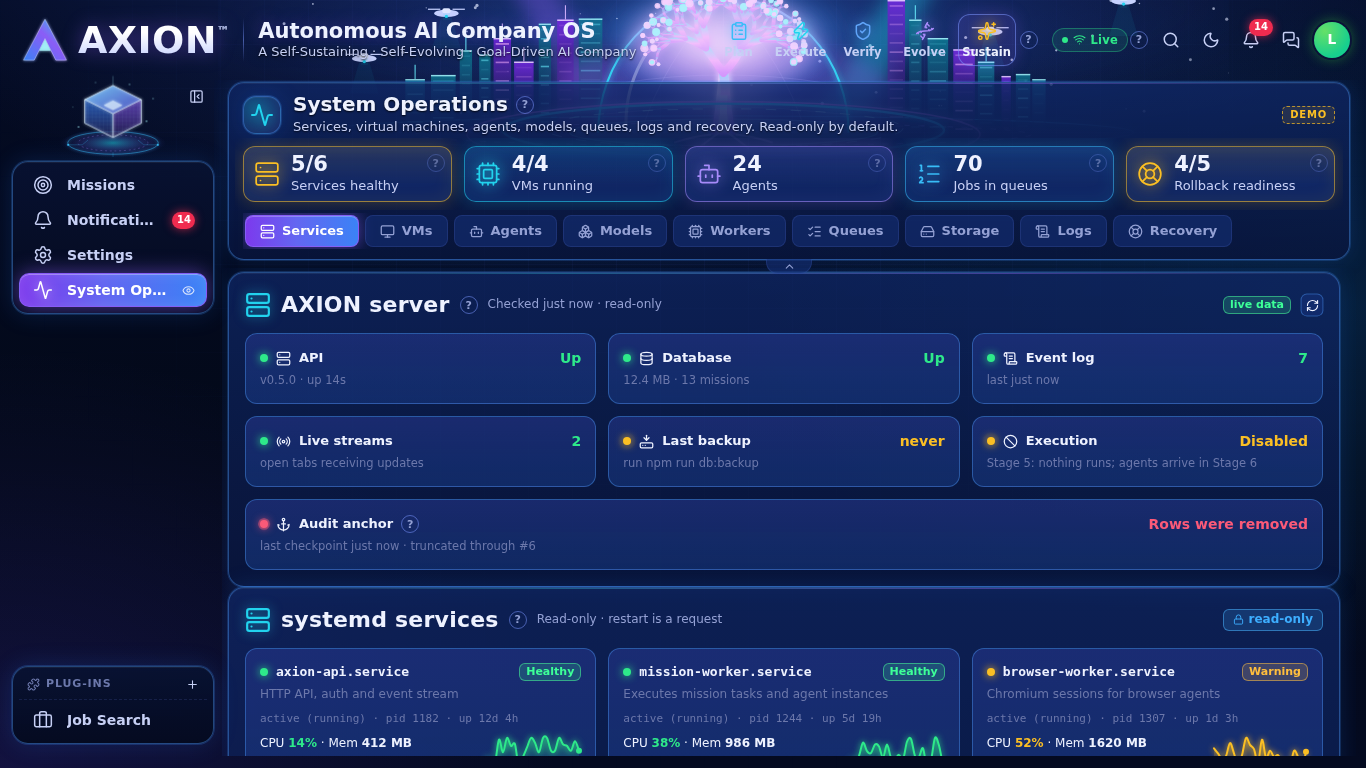 AXION™
Autonomous AI Company OS
A Self-Sustaining · Self-Evolving · Goal-Driven AI Company
Execute
Verify
Evolve
Sustain
?
Live
?
14
L
Missions
Notificati...
14
Settings
System Op...
PLUG-INS
+
Job Search
System Operations
?
Services, virtual machines, agents, models, queues, logs and recovery. Read-only by default.
DEMO
5/6
Services healthy
?
4/4
VMs running
?
24
Agents
?
70
Jobs in queues
?
4/5
Rollback readiness
?
Services
VMs
Agents
Models
Workers
Queues
Storage
Logs
Recovery
AXION server
?
Checked just now · read-only
live data
API
Up
v0.5.0 · up 14s
Database
Up
12.4 MB · 13 missions
Event log
7
last just now
Live streams
2
open tabs receiving updates
Last backup
never
run npm run db:backup
Execution
Disabled
Stage 5: nothing runs; agents arrive in Stage 6
Audit anchor
?
Rows were removed
last checkpoint just now · truncated through #6
systemd services
?
Read-only · restart is a request
read-only
axion-api.service
Healthy
HTTP API, auth and event stream
active (running) · pid 1182 · up 12d 4h
CPU 14% · Mem 412 MB
mission-worker.service
Healthy
Executes mission tasks and agent instances
active (running) · pid 1244 · up 5d 19h
CPU 38% · Mem 986 MB
browser-worker.service
Warning
Chromium sessions for browser agents
active (running) · pid 1307 · up 1d 3h
CPU 52% · Mem 1620 MB